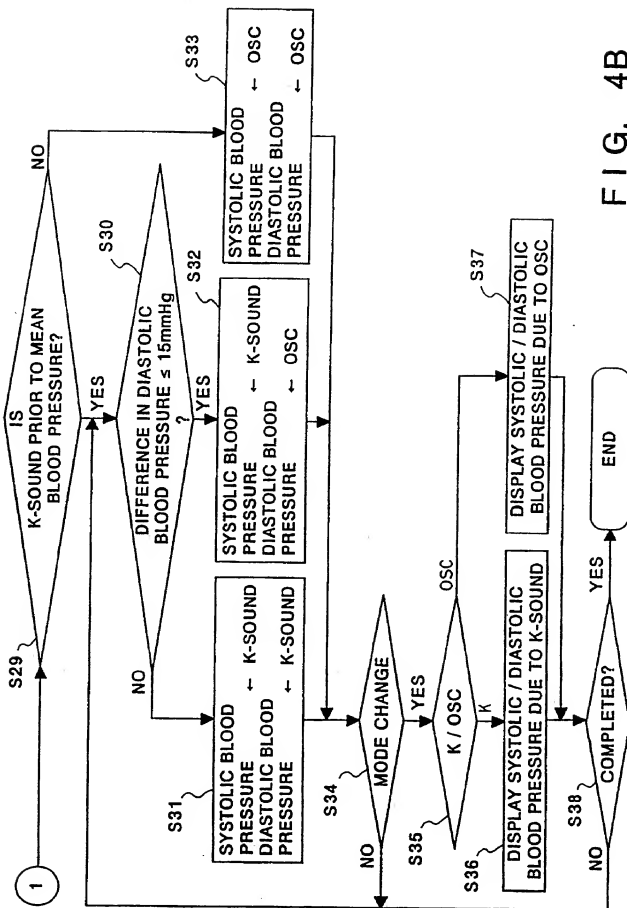 1
S29
IS
K-SOUND PRIOR TO MEAN
BLOOD PRESSURE?
NO
YES
S30
DIFFERENCE IN DIASTOLIC
BLOOD PRESSURE ≤ 15mmHg
?
NO
YES
S31
SYSTOLIC BLOOD
PRESSURE ← K-SOUND
DIASTOLIC BLOOD
PRESSURE ← K-SOUND
S32
SYSTOLIC BLOOD
PRESSURE ← K-SOUND
DIASTOLIC BLOOD
PRESSURE ← OSC
S33
SYSTOLIC BLOOD
PRESSURE ← OSC
DIASTOLIC BLOOD
PRESSURE ← OSC
S34
MODE CHANGE
NO
YES
S35
K / OSC
OSC
K
S36
DISPLAY SYSTOLIC / DIASTOLIC
BLOOD PRESSURE DUE TO K-SOUND
S37
DISPLAY SYSTOLIC / DIASTOLIC
BLOOD PRESSURE DUE TO OSC
S38
COMPLETED?
NO
YES
END
FIG. 4B